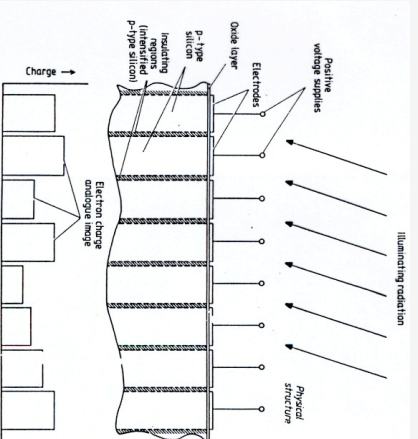 Illuminating radiation
Positive
voltage supplies
Electrodes
Oxide layer
p-type
silicon
Insulating
regions
(intensified
p-type silicon)
Physical
structure
Charge →
Electron charge
analogue image